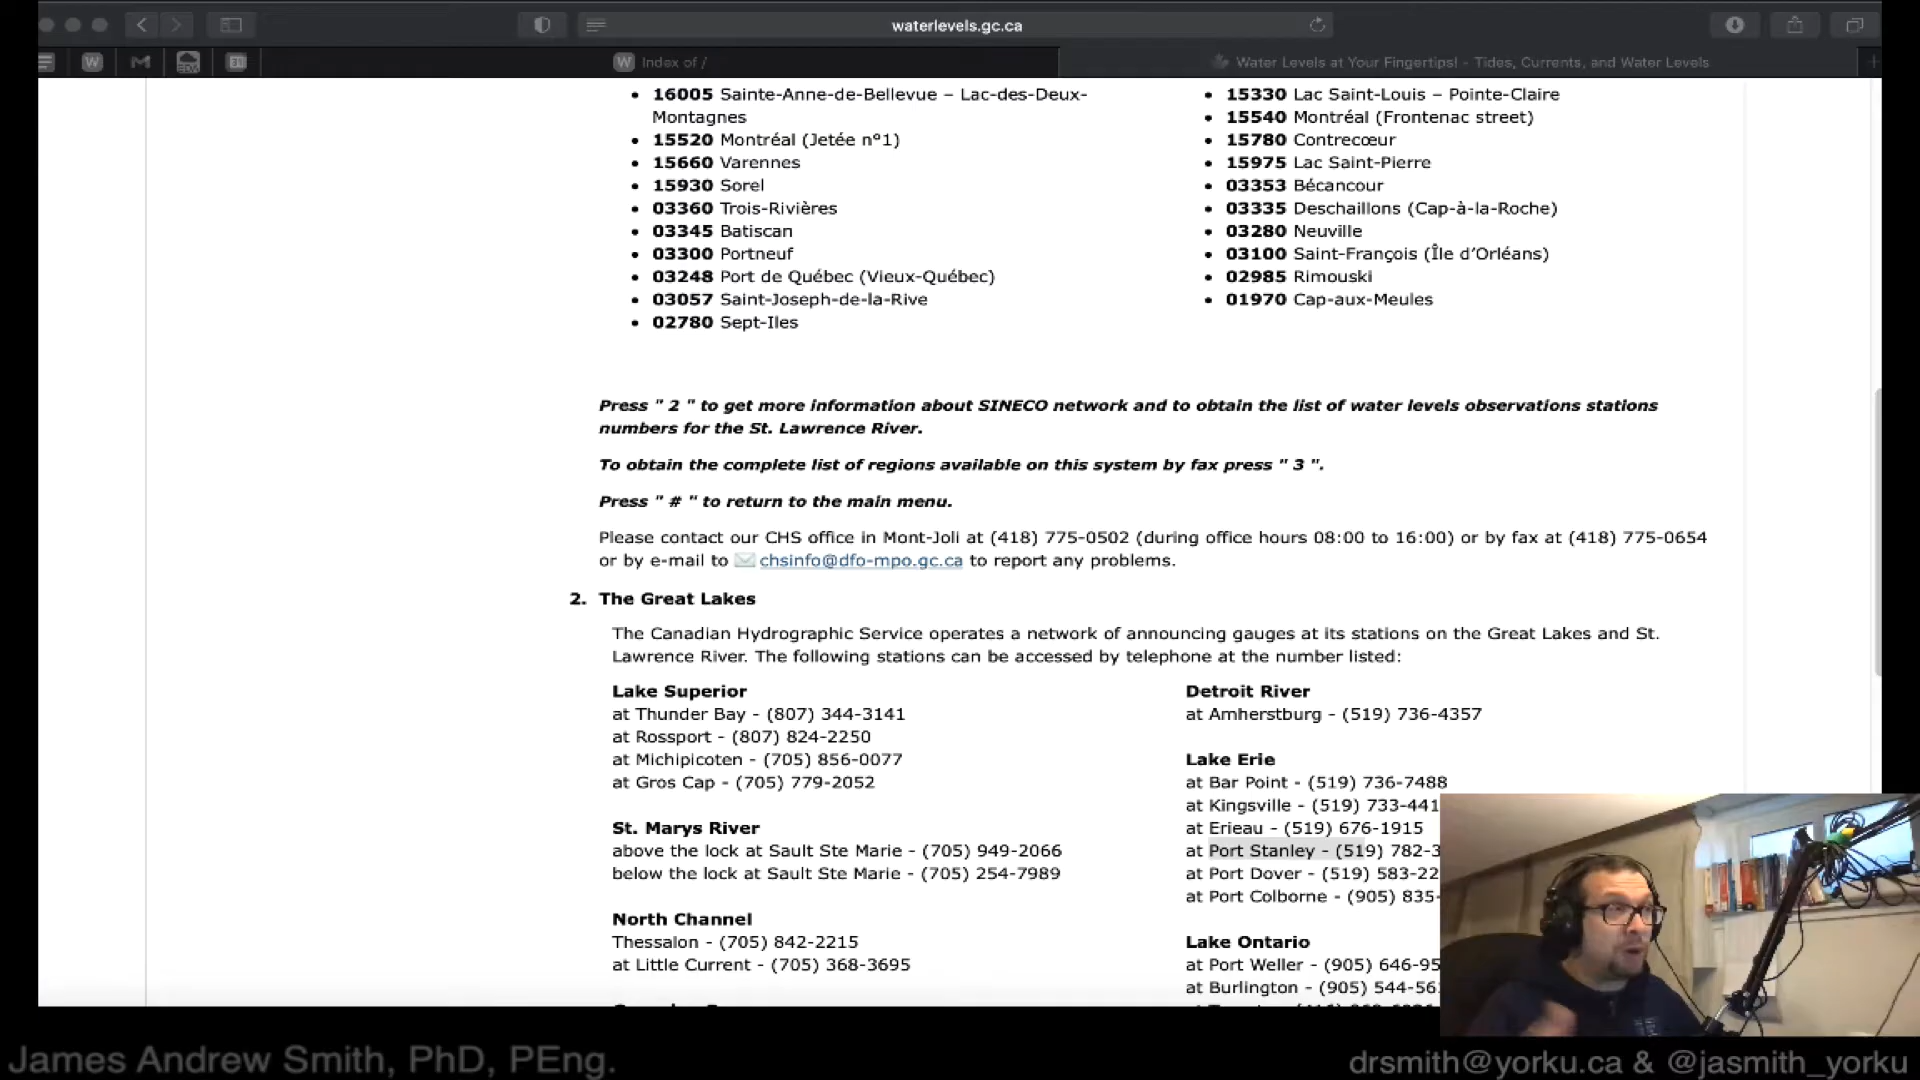 waterlevels.gc.ca
W Index of /
Water Levels at Your Fingertips! - Tides, Currents, and Water Levels
• 16005 Sainte-Anne-de-Bellevue – Lac-des-Deux-
Montagnes
• 15520 Montréal (Jetée n°1)
• 15660 Varennes
• 15930 Sorel
• 03360 Trois-Rivières
• 03345 Batiscan
• 03300 Portneuf
• 03248 Port de Québec (Vieux-Québec)
• 03057 Saint-Joseph-de-la-Rive
• 02780 Sept-Iles
• 15330 Lac Saint-Louis – Pointe-Claire
• 15540 Montréal (Frontenac street)
• 15780 Contrecœur
• 15975 Lac Saint-Pierre
• 03353 Bécancour
• 03335 Deschaillons (Cap-à-la-Roche)
• 03280 Neuville
• 03100 Saint-François (Île d’Orléans)
• 02985 Rimouski
• 01970 Cap-aux-Meules
Press " 2 " to get more information about SINECO network and to obtain the list of water levels observations stations
numbers for the St. Lawrence River.
To obtain the complete list of regions available on this system by fax press " 3 ".
Press " # " to return to the main menu.
Please contact our CHS office in Mont-Joli at (418) 775-0502 (during office hours 08:00 to 16:00) or by fax at (418) 775-0654
or by e-mail to chsinfo@dfo-mpo.gc.ca to report any problems.
2. The Great Lakes
The Canadian Hydrographic Service operates a network of announcing gauges at its stations on the Great Lakes and St.
Lawrence River. The following stations can be accessed by telephone at the number listed:
Lake Superior
at Thunder Bay - (807) 344-3141
at Rossport - (807) 824-2250
at Michipicoten - (705) 856-0077
at Gros Cap - (705) 779-2052
St. Marys River
above the lock at Sault Ste Marie - (705) 949-2066
below the lock at Sault Ste Marie - (705) 254-7989
North Channel
Thessalon - (705) 842-2215
at Little Current - (705) 368-3695
Detroit River
at Amherstburg - (519) 736-4357
Lake Erie
at Bar Point - (519) 736-7488
at Kingsville - (519) 733-441
at Erieau - (519) 676-1915
at Port Stanley - (519) 782-3
at Port Dover - (519) 583-22
at Port Colborne - (905) 835-
Lake Ontario
at Port Weller - (905) 646-95
at Burlington - (905) 544-56
James Andrew Smith, PhD, PEng.
drsmith@yorku.ca & @jasmith_yorku